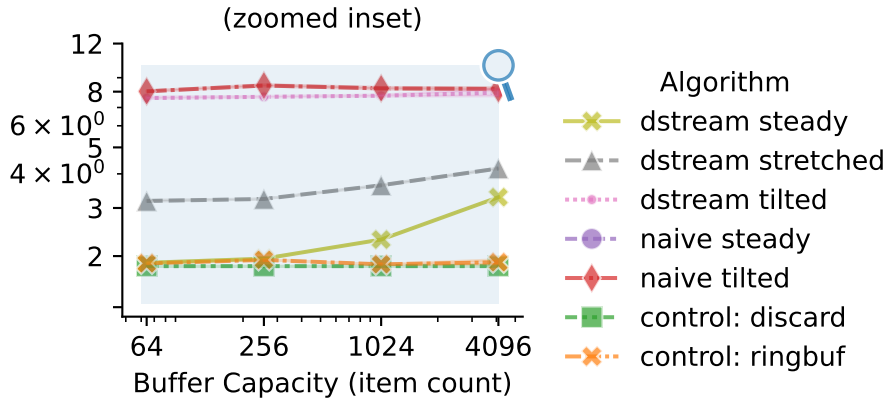 (zoomed inset)
12
8
6 × 10⁰
5
4 × 10⁰
3
2
64 256 1024 4096
Buffer Capacity (item count)
Algorithm
dstream steady
dstream stretched
dstream tilted
naive steady
naive tilted
control: discard
control: ringbuf